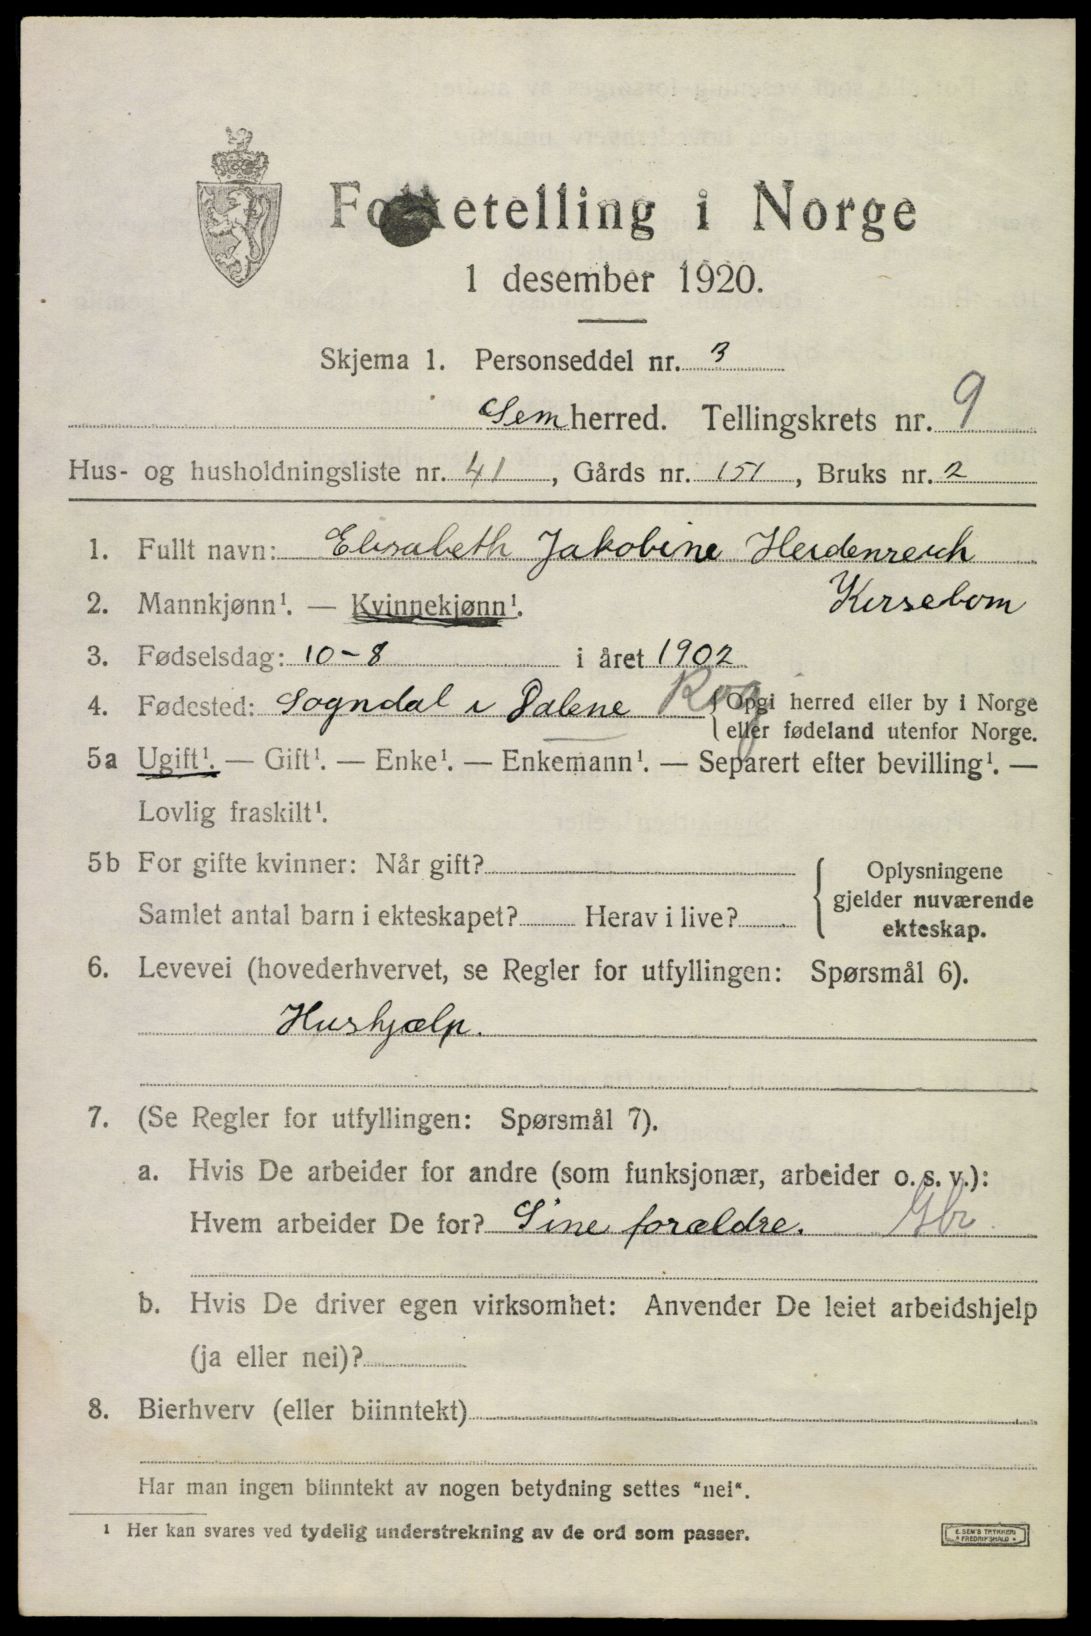 Folketelling i Norge
1 desember 1920.
Skjema 1. Personseddel nr. 3
Sem herred. Tellingskrets nr. 9
Hus- og husholdningsliste nr. 41, Gårds nr. 151, Bruks nr. 2
1. Fullt navn: Elisabeth Jakobine Heidenreich
Kirsebom
2. Mannkjønn¹. — Kvinnekjønn¹.
3. Fødselsdag: 10-8 i året 1902
4. Fødested: Sogndal i Dalene Rog {Opgi herred eller by i Norge
eller fødeland utenfor Norge.
5a Ugift¹. — Gift¹. — Enke¹. — Enkemann¹. — Separert efter bevilling¹. —
Lovlig fraskilt¹.
5b For gifte kvinner: Når gift?
Samlet antal barn i ekteskapet? Herav i live?
{ Oplysningene
gjelder nuværende
ekteskap.
6. Levevei (hovederhvervet, se Regler for utfyllingen: Spørsmål 6).
Hushjælp.
7. (Se Regler for utfyllingen: Spørsmål 7).
a. Hvis De arbeider for andre (som funksjonær, arbeider o. s. v.):
Hvem arbeider De for? Sine forældre. Gbr.
b. Hvis De driver egen virksomhet: Anvender De leiet arbeidshjelp
(ja eller nei)?
8. Bierhverv (eller biinntekt)
Har man ingen biinntekt av nogen betydning settes "nei".
¹ Her kan svares ved tydelig understrekning av de ord som passer.
E. SEM'S TRYKKERI
FREDRIKSHALD